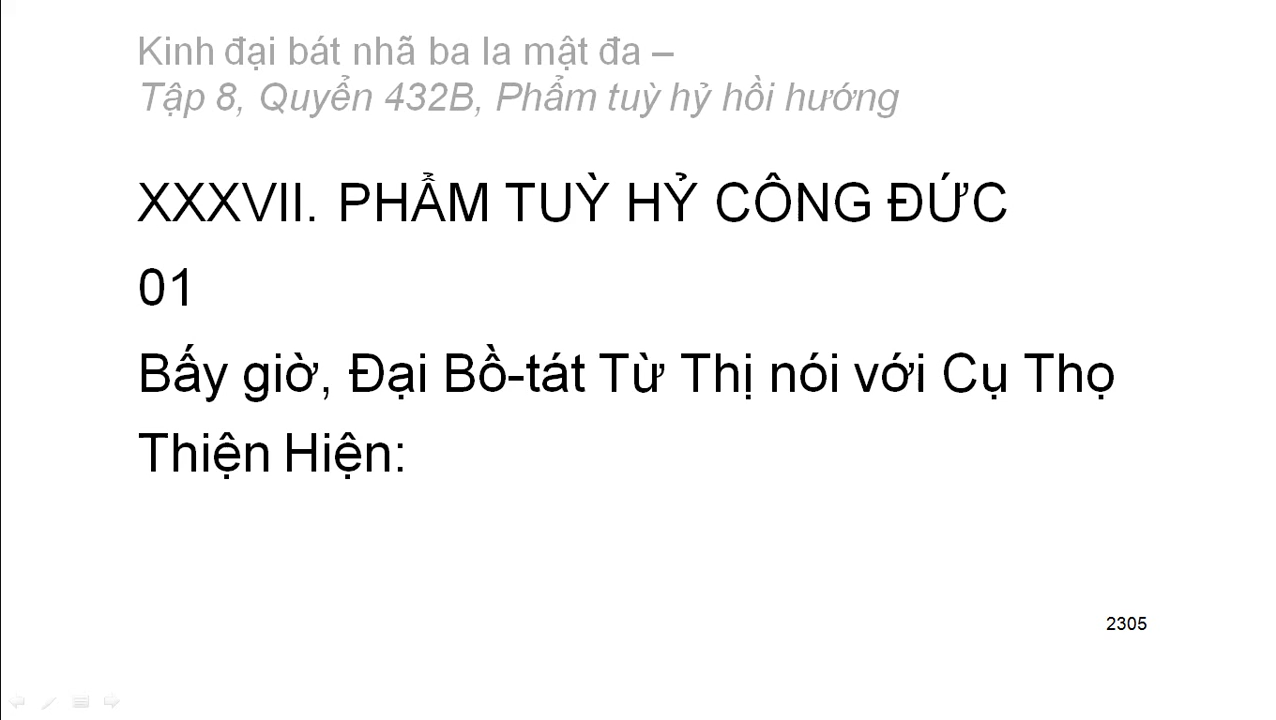 Kinh đại bát nhã ba la mật đa –
Tập 8, Quyển 432B, Phẩm tuỳ hỷ hồi hướng
XXXVII. PHẨM TUỲ HỶ CÔNG ĐỨC
01
Bấy giờ, Đại Bồ-tát Từ Thị nói với Cụ Thọ
Thiện Hiện:
2305